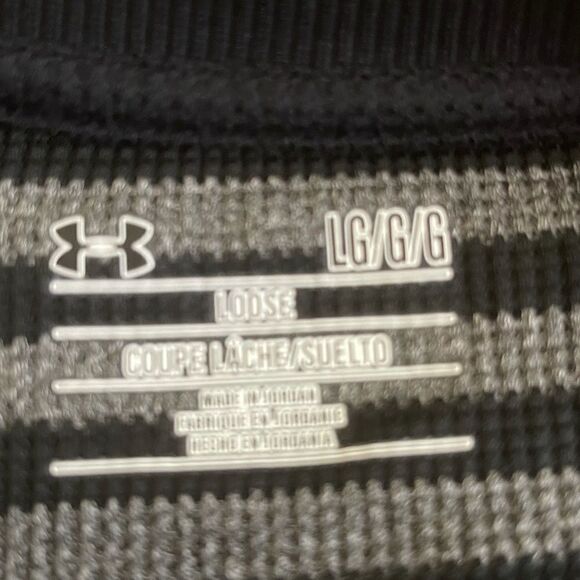 LG/G/G
LOOSE
COUPE LÂCHE/SUELTO
MADE IN JORDAN
FABRIQUÉ EN JORDANIE
HECHO EN JORDANIA